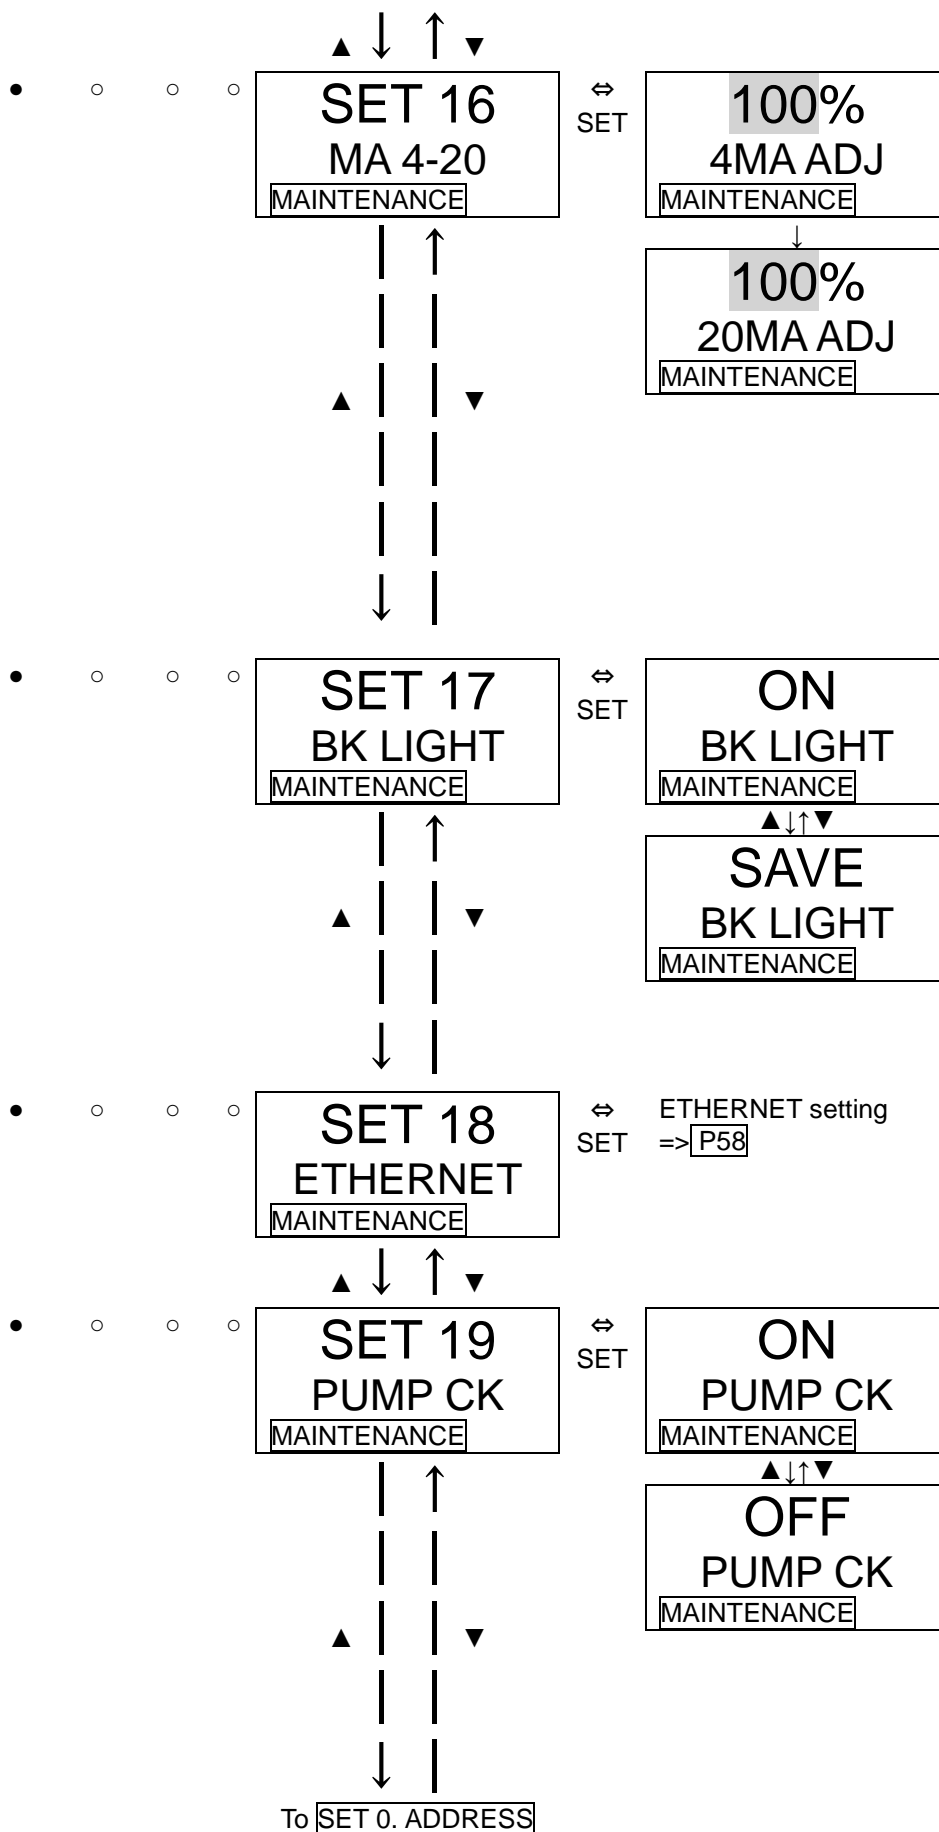 ▲ ↓ ↑ ▼
● ○ ○ ○
SET 16
MA 4-20
MAINTENANCE
⇔
SET
100%
4MA ADJ
MAINTENANCE
↓
100%
20MA ADJ
MAINTENANCE
▲ ▼
● ○ ○ ○
SET 17
BK LIGHT
MAINTENANCE
⇔
SET
ON
BK LIGHT
MAINTENANCE
▲↓↑▼
SAVE
BK LIGHT
MAINTENANCE
▲ ▼
● ○ ○ ○
SET 18
ETHERNET
MAINTENANCE
⇔
SET
ETHERNET setting
=> P58
▲ ↓ ↑ ▼
● ○ ○ ○
SET 19
PUMP CK
MAINTENANCE
⇔
SET
ON
PUMP CK
MAINTENANCE
▲↓↑▼
OFF
PUMP CK
MAINTENANCE
▲ ▼
To SET 0. ADDRESS